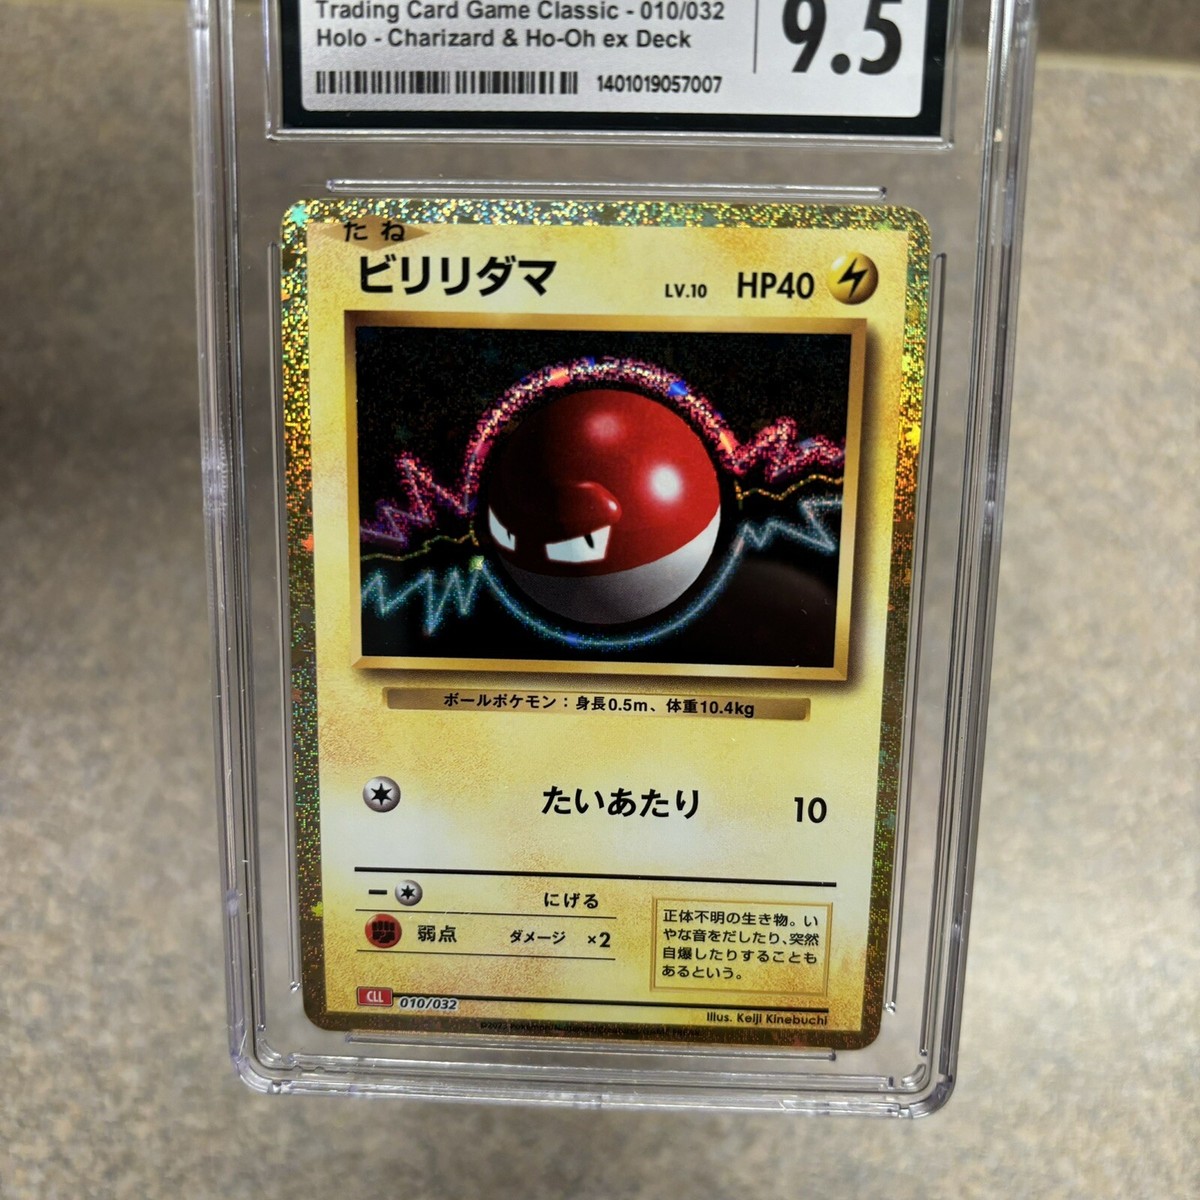 Trading Card Game Classic - 010/032
Holo - Charizard & Ho-Oh ex Deck
9.5
1401019057007
たね
ビリリダマ
LV.10 HP40
ボールポケモン：身長0.5m、体重10.4kg
たいあたり 10
にげる
弱点 ダメージ ×2
正体不明の生き物。い
やな音をだしたり、突然
自爆したりすることも
あるという。
CLL 010/032
Illus. Keiji Kinebuchi